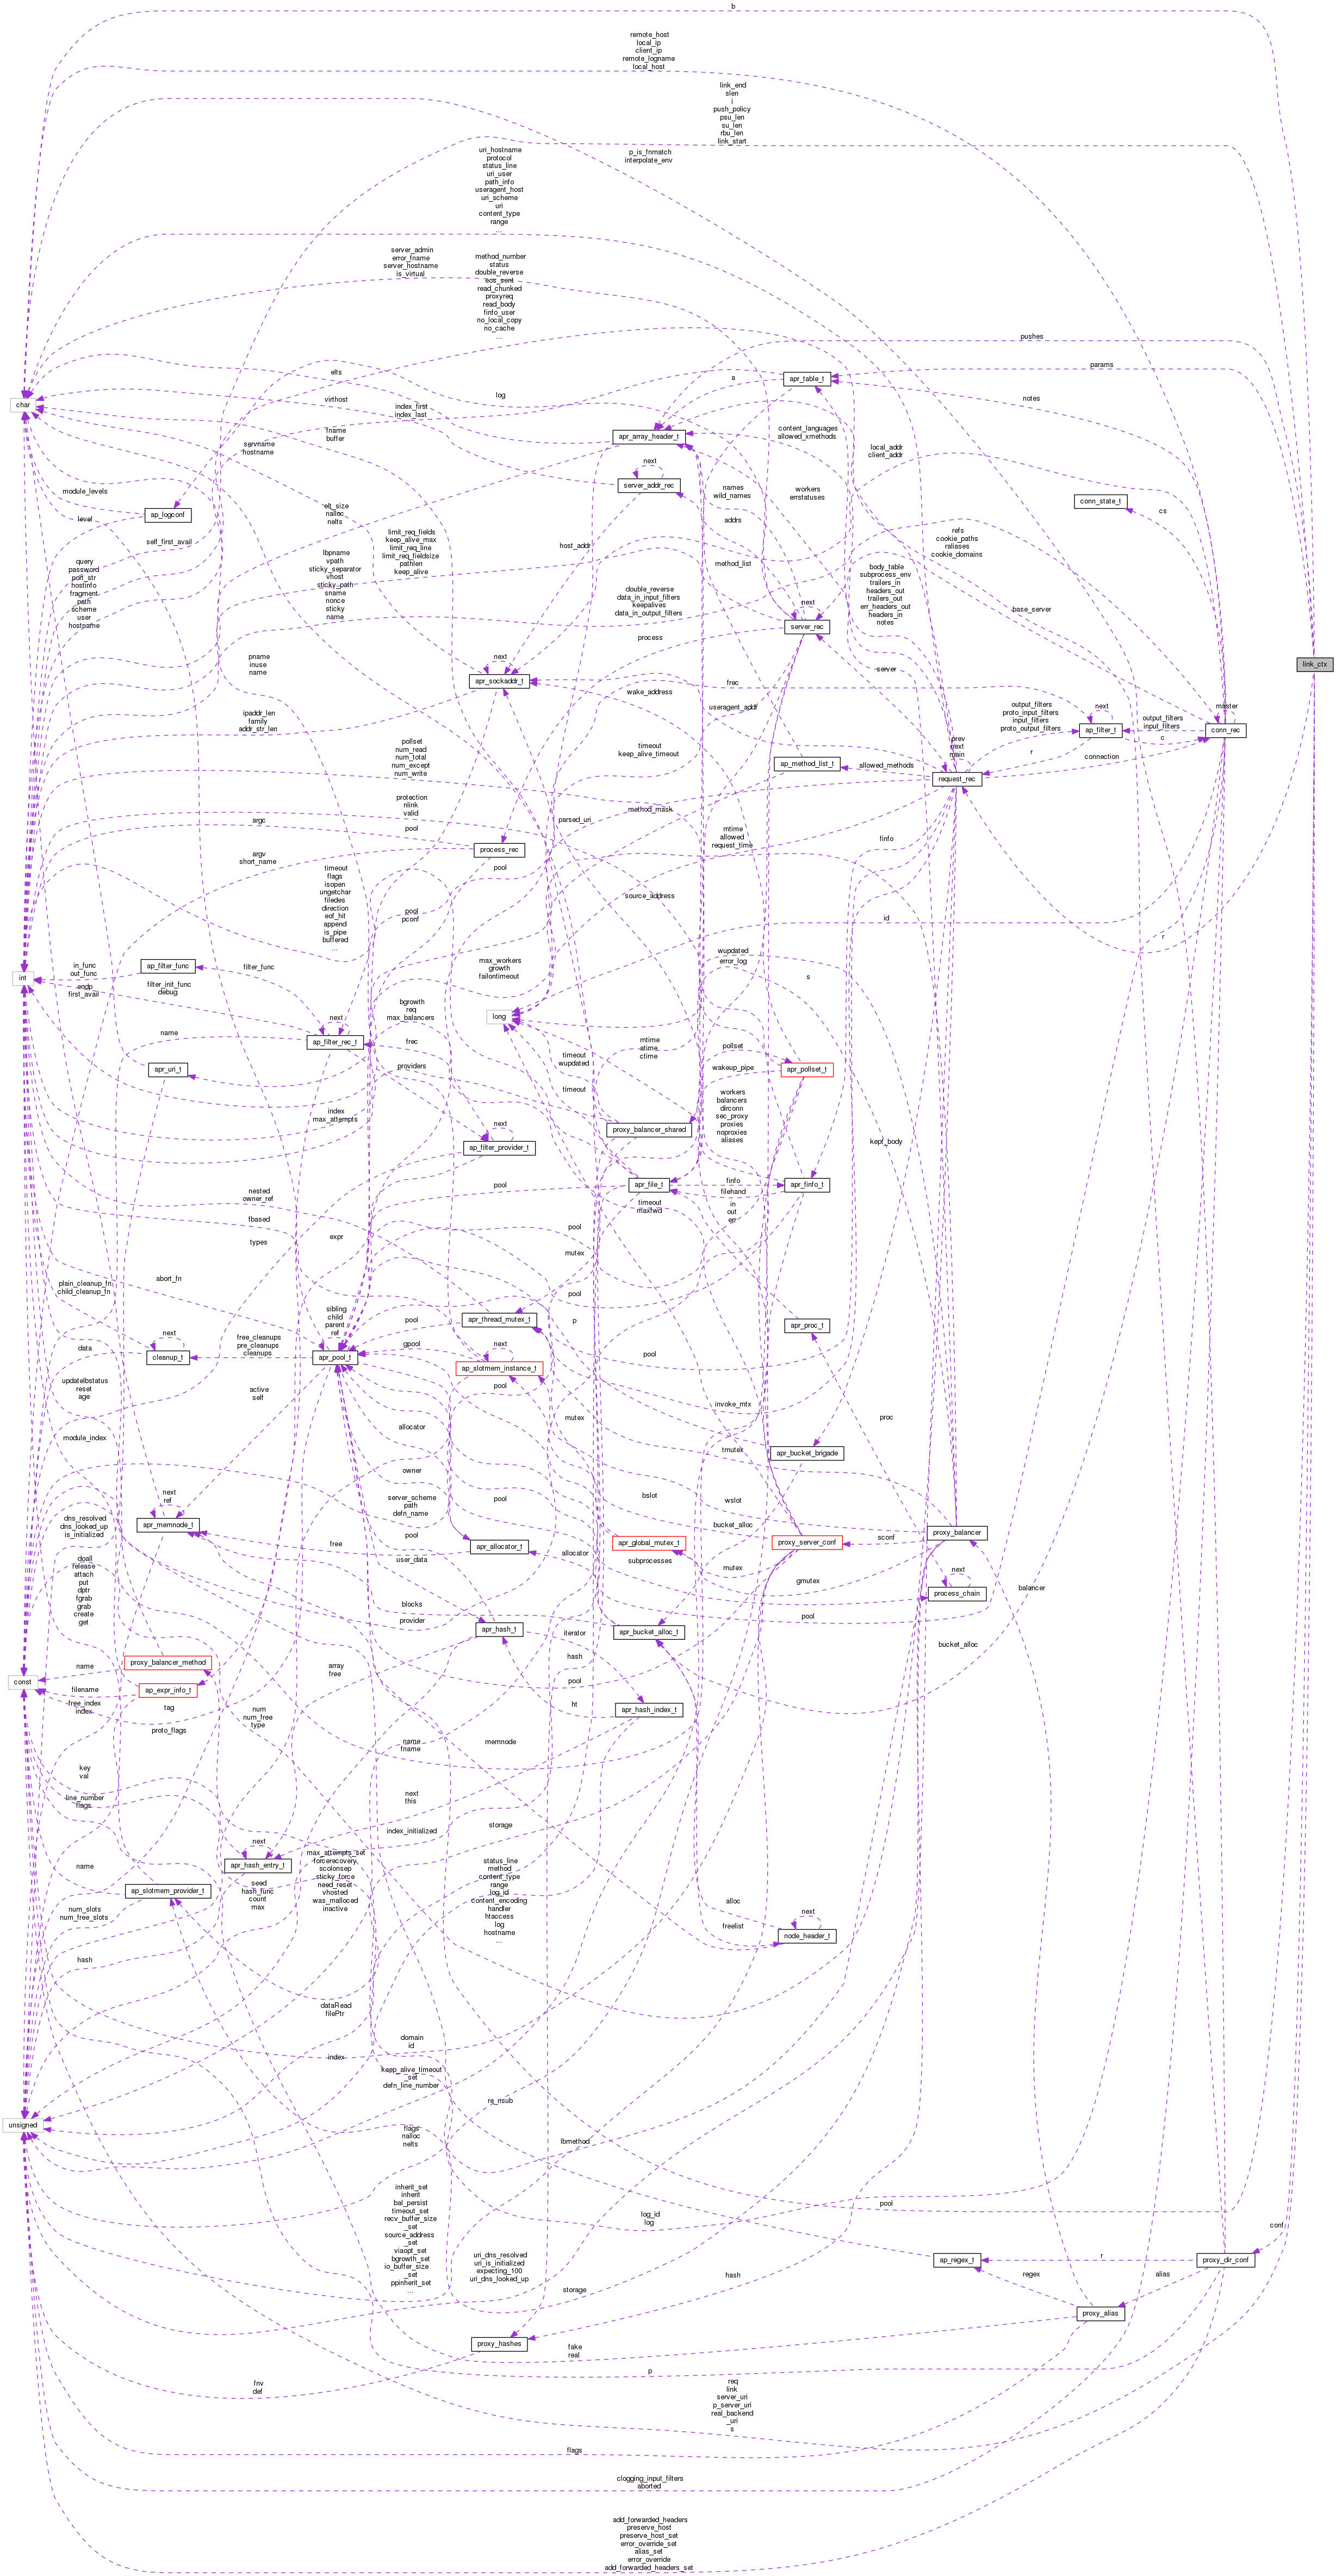 b
remote_host
local_ip
client_ip
remote_logname
local_host
link_end
slen
i
push_policy
psu_len
su_len
rbu_len
link_start
uri_hostname
protocol
status_line
uri_user
path_info
useragent_host
uri_scheme
uri
content_type
range
...
p_is_fnmatch
interpolate_env
server_admin
error_fname
server_hostname
is_virtual
method_number
status
double_reverse
eos_sent
read_chunked
proxyreq
read_body
finfo_user
no_local_copy
no_cache
...
pushes
params
elts
apr_table_t
a
log
notes
virthost
char
index_first
index_last
fname
buffer
apr_array_header_t
content_languages
allowed_xmethods
servname
hostname
local_addr
client_addr
next
server_addr_rec
module_levels
names
wild_names
workers
errstatuses
conn_state_t
cs
ap_logconf
level
elt_size
nalloc
nelts
addrs
self_first_avail
limit_req_fields
keep_alive_max
limit_req_line
limit_req_fieldsize
pathlen
keep_alive
host_addr
refs
cookie_paths
raliases
cookie_domains
query
password
port_str
hostinfo
fragment
path
scheme
user
hostname
lbpname
vpath
sticky_separator
vhost
sticky_path
sname
nonce
sticky
name
method_list
body_table
subprocess_env
trailers_in
headers_out
trailers_out
err_headers_out
headers_in
notes
double_reverse
data_in_input_filters
keepalives
data_in_output_filters
next
base_server
server_rec
process
pname
inuse
name
next
server
link_ctx
apr_sockaddr_t
wake_address
frec
useragent_addr
output_filters
proto_input_filters
input_filters
proto_output_filters
next
ap_filter_t
output_filters
input_filters
c
master
conn_rec
ipaddr_len
family
addr_str_len
pollset
num_read
num_total
num_except
num_write
timeout
keep_alive_timeout
prev
next
main
r
connection
ap_method_list_t
allowed_methods
request_rec
protection
nlink
valid
method_mask
parsed_uri
argc
pool
process_rec
mtime
allowed
request_time
finfo
argv
short_name
pool
source_address
timeout
flags
isopen
ungetchar
filedes
direction
eof_hit
append
is_pipe
buffered
...
pool
pconf
id
r
wupdated
error_log
s
int
in_func
out_func
ap_filter_func
filter_func
max_workers
growth
failontimeout
endp
first_avail
filter_init_func
debug
long
bgrowth
req
max_balancers
next
ap_filter_rec_t
name
frec
mtime
atime
ctime
pollset
timeout
wupdated
apr_uri_t
providers
wakeup_pipe
apr_pollset_t
timeout
workers
balancers
dirconn
sec_proxy
proxies
noproxies
aliases
index
max_attempts
next
proxy_balancer_shared
ap_filter_provider_t
kept_body
apr_file_t
finfo
apr_finfo_t
filehand
nested
owner_ref
pool
timeout
maxfwd
in
out
err
fbased
types
expr
pool
mutex
abort_fn
plain_cleanup_fn
child_cleanup_fn
pool
sibling
child
parent
ref
apr_thread_mutex_t
apr_proc_t
p
pool
next
free_cleanups
pre_cleanups
cleanups
gpool
next
cleanup_t
apr_pool_t
ap_slotmem_instance_t
pool
data
pool
updatelbstatus
reset
age
active
self
invoke_mtx
mutex
proc
module_index
allocator
tmutex
apr_bucket_brigade
owner
next
ref
server_scheme
path
defn_name
pool
bslot
wslot
bucket_alloc
dns_resolved
dns_looked_up
is_initialized
apr_memnode_t
pool
free
apr_allocator_t
apr_global_mutex_t
proxy_server_conf
sconf
proxy_balancer
doall
release
attach
put
dptr
fgrab
grab
create
get
user_data
allocator
subprocesses
mutex
gmutex
next
balancer
process_chain
blocks
provider
pool
apr_hash_t
iterator
apr_bucket_alloc_t
bucket_alloc
hash
proxy_balancer_method
name
array
free
pool
const
filename
ap_expr_info_t
free_index
index
tag
ht
apr_hash_index_t
proto_flags
num
num_free
type
name
fname
memnode
key
val
next
this
line_number
flags
index_initialized
storage
next
apr_hash_entry_t
max_attempts_set
forcerecovery
scolonsep
sticky_force
need_reset
vhosted
was_malloced
inactive
status_line
method
content_type
range
log_id
content_encoding
handler
htaccess
log
hostname
...
name
ap_slotmem_provider_t
seed
hash_func
count
max
alloc
next
num_slots
num_free_slots
freelist
node_header_t
hash
dataRead
filePtr
domain
id
index
keep_alive_timeout
_set
defn_line_number
re_nsub
unsigned
flags
nalloc
nelts
lbmethod
inherit_set
inherit
bal_persist
timeout_set
recv_buffer_size
_set
source_address
_set
viaopt_set
bgrowth_set
io_buffer_size
_set
ppinherit_set
...
pool
log_id
log
conf
uri_dns_resolved
uri_is_initialized
expecting_100
uri_dns_looked_up
ap_regex_t
r
proxy_dir_conf
hash
regex
alias
storage
proxy_alias
proxy_hashes
fake
real
p
fnv
def
req
link
server_uri
p_server_uri
real_backend
_uri
s
flags
clogging_input_filters
aborted
add_forwarded_headers
preserve_host
preserve_host_set
error_override_set
alias_set
error_override
add_forwarded_headers_set